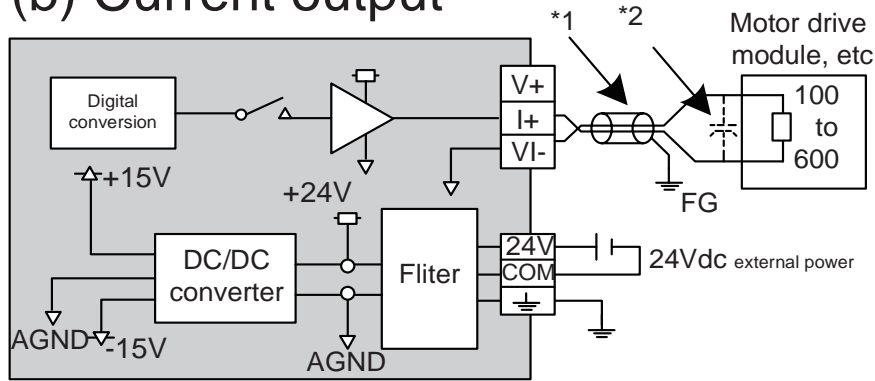 (b) Current output
*1
*2
Motor drive
module, etc
Digital
conversion
V+
I+
VI-
100
to
600
+15V
+24V
FG
DC/DC
converter
Fliter
24V
COM
24Vdc external power
AGND
-15V
AGND